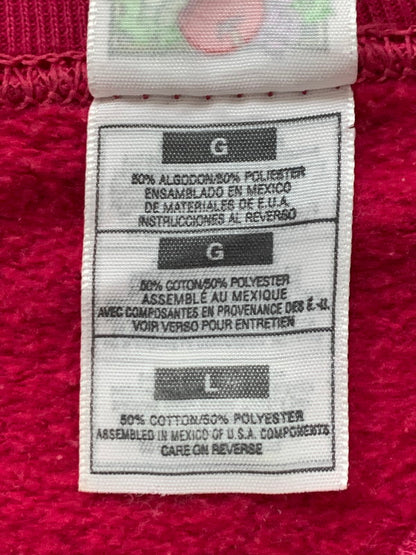 G
50% ALGODON/50% POLIESTER
ENSAMBLADO EN MEXICO
DE MATERIALES DE E.U.A.
INSTRUCCIONES AL REVERSO
G
50% COTON/50% POLYESTER
ASSEMBLÉ AU MEXIQUE
AVEC COMPOSANTES EN PROVENANCE DES É.-U.
VOIR VERSO POUR ENTRETIEN
L
50% COTTON/50% POLYESTER
ASSEMBLED IN MEXICO OF U.S.A. COMPONENTS
CARE ON REVERSE